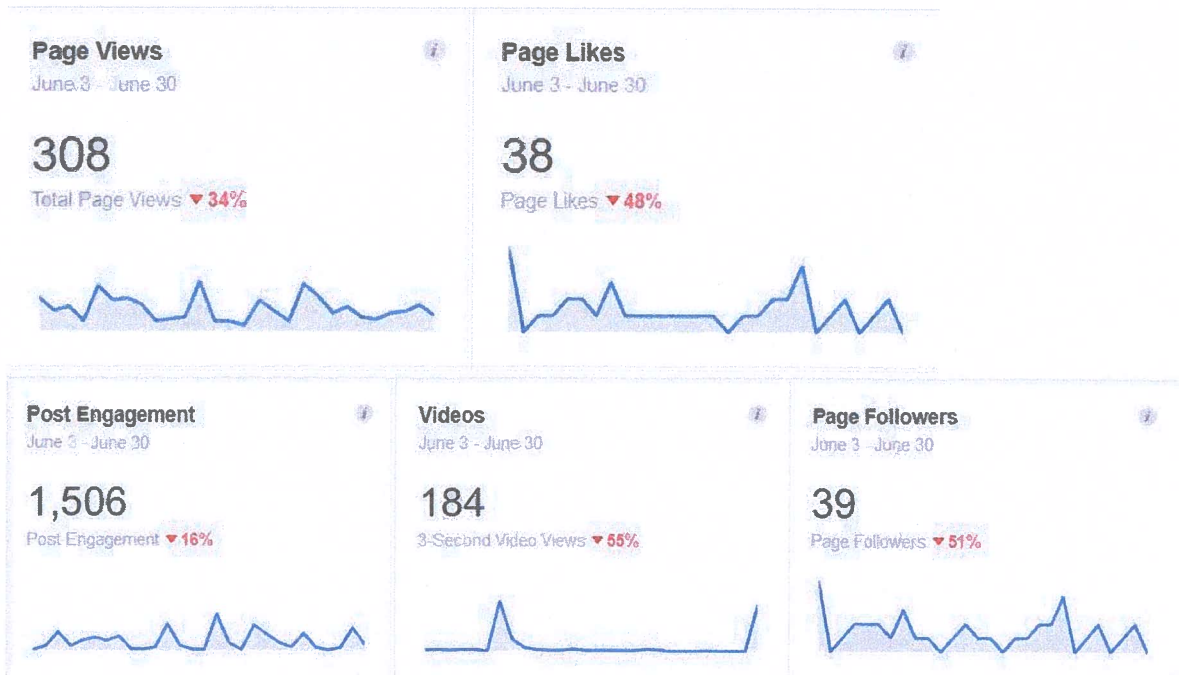 Page Views
June 3 - June 30
308
Total Page Views ▼ 34%
Page Likes
June 3 - June 30
38
Page Likes ▼ 48%
Post Engagement
June 3 - June 30
1,506
Post Engagement ▼ 16%
Videos
June 3 - June 30
184
3-Second Video Views ▼ 55%
Page Followers
June 3 - June 30
39
Page Followers ▼ 51%